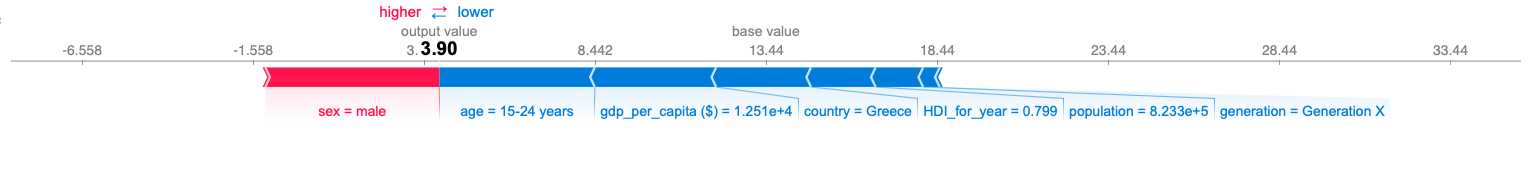 higher ⇄ lower
output value base value
-6.558 -1.558 3. 3.90 8.442 13.44 18.44 23.44 28.44 33.44
sex = male age = 15-24 years gdp_per_capita ($) = 1.251e+4 country = Greece HDI_for_year = 0.799 population = 8.233e+5 generation = Generation X